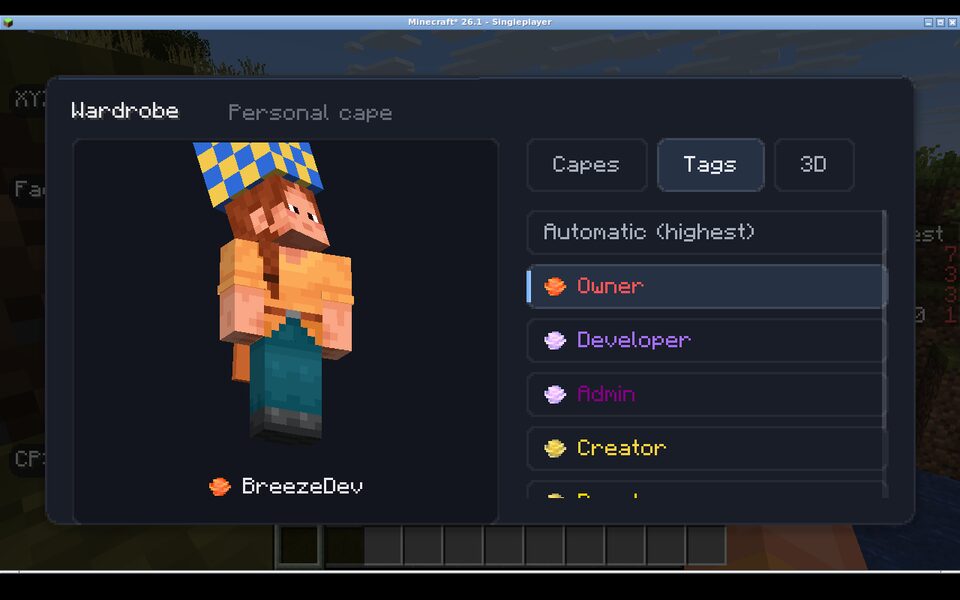 Minecraft* 26.1 - Singleplayer
Wardrobe
Personal cape
Capes
Tags
3D
Automatic (highest)
Owner
Developer
Admin
Creator
BreezeDev